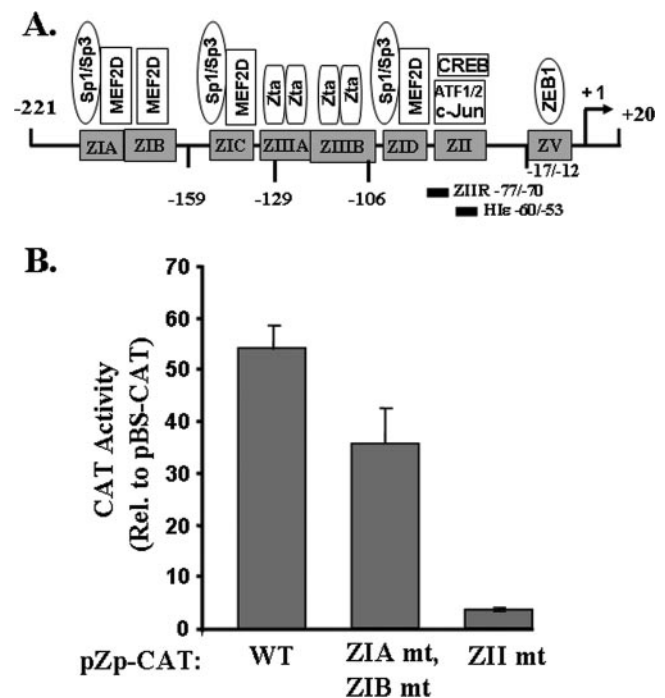 A.
Sp1/Sp3 MEF2D MEF2D Sp1/Sp3 MEF2D Zta Zta Zta Zta Sp1/Sp3 MEF2D CREB ZEB1
ATF1/2
c-Jun
+ 1
-221 +20
ZIA ZIB ZIC ZIIIA ZIIIB ZID ZII ZV
-17/-12
-159 -129 -106
ZIIR -77/-70
HIε -60/-53
B.
CAT Activity
(Rel. to pBS-CAT)
70
60
50
40
30
20
10
0
pZp-CAT: WT ZIA mt, ZII mt
ZIB mt